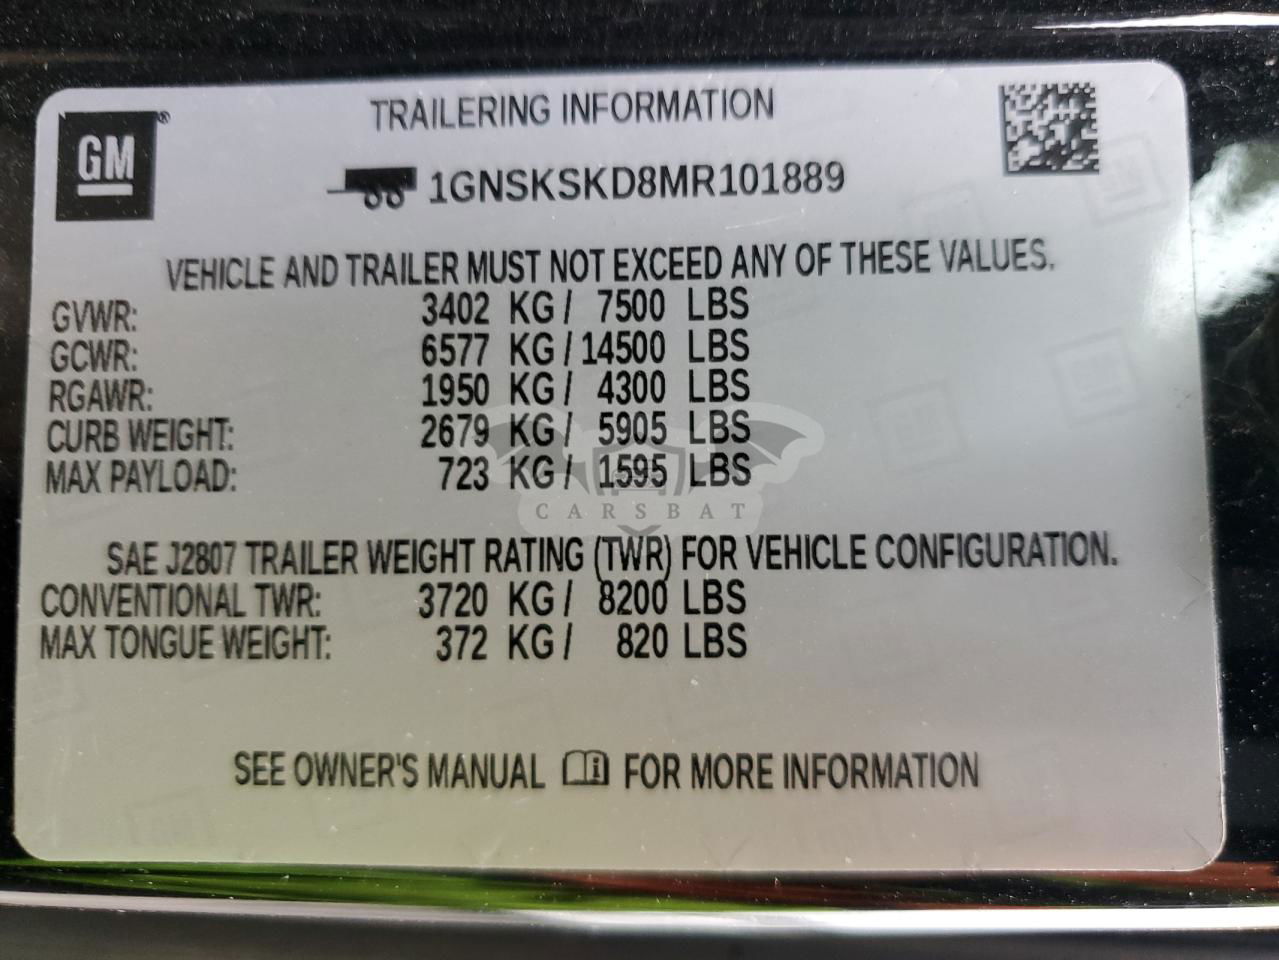 GM®
TRAILERING INFORMATION
1GNSKSKD8MR101889
VEHICLE AND TRAILER MUST NOT EXCEED ANY OF THESE VALUES.
GVWR: 3402 KG / 7500 LBS
GCWR: 6577 KG / 14500 LBS
RGAWR: 1950 KG / 4300 LBS
CURB WEIGHT: 2679 KG / 5905 LBS
MAX PAYLOAD: 723 KG / 1595 LBS
CARSBAT
SAE J2807 TRAILER WEIGHT RATING (TWR) FOR VEHICLE CONFIGURATION.
CONVENTIONAL TWR: 3720 KG / 8200 LBS
MAX TONGUE WEIGHT: 372 KG / 820 LBS
SEE OWNER'S MANUAL i FOR MORE INFORMATION